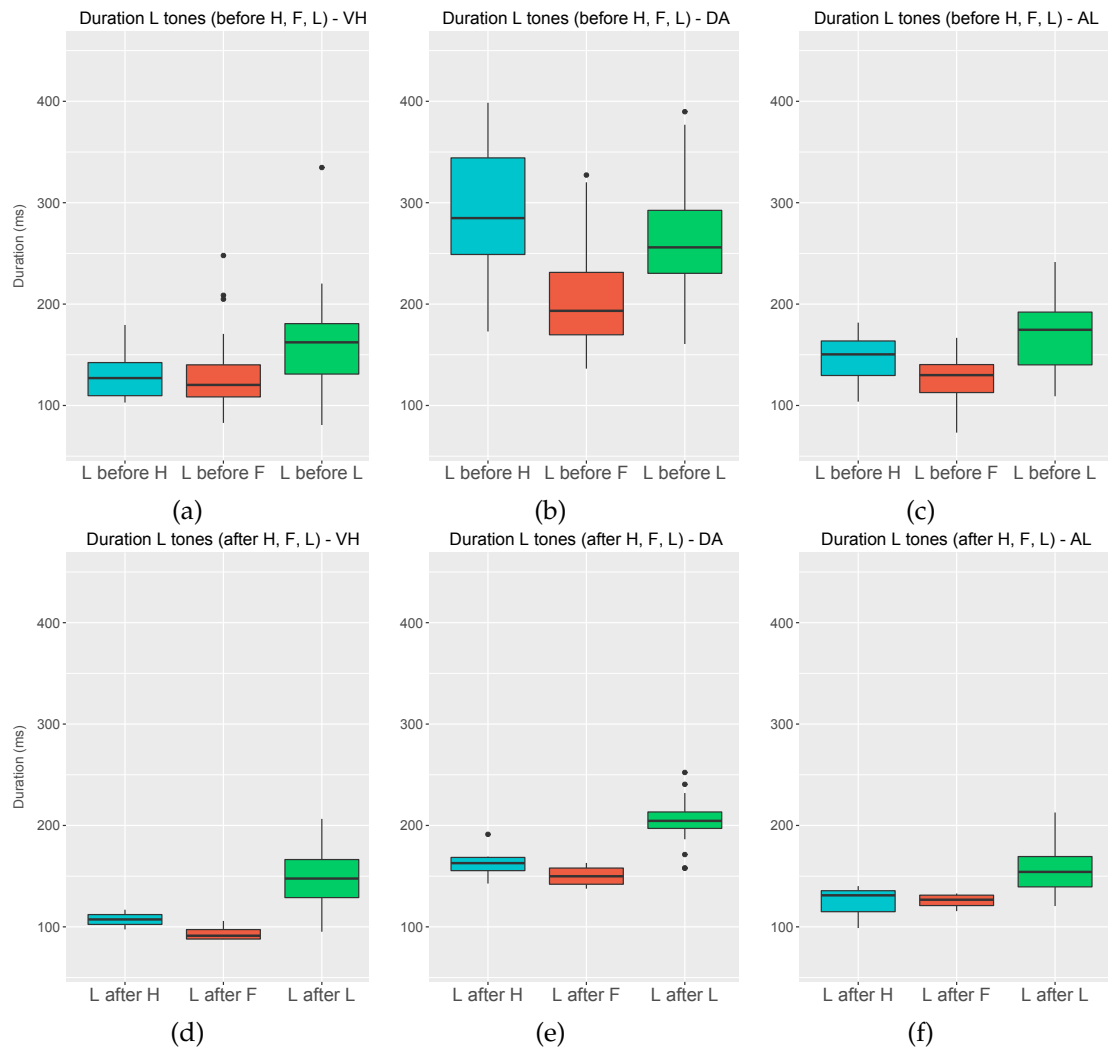 Duration L tones (before H, F, L) - VH
Duration L tones (before H, F, L) - DA
Duration L tones (before H, F, L) - AL
Duration (ms)
400
300
200
100
400
300
200
100
400
300
200
100
L before H L before F L before L
L before H L before F L before L
L before H L before F L before L
(a)
(b)
(c)
Duration L tones (after H, F, L) - VH
Duration L tones (after H, F, L) - DA
Duration L tones (after H, F, L) - AL
Duration (ms)
400
300
200
100
400
300
200
100
400
300
200
100
L after H L after F L after L
L after H L after F L after L
L after H L after F L after L
(d)
(e)
(f)